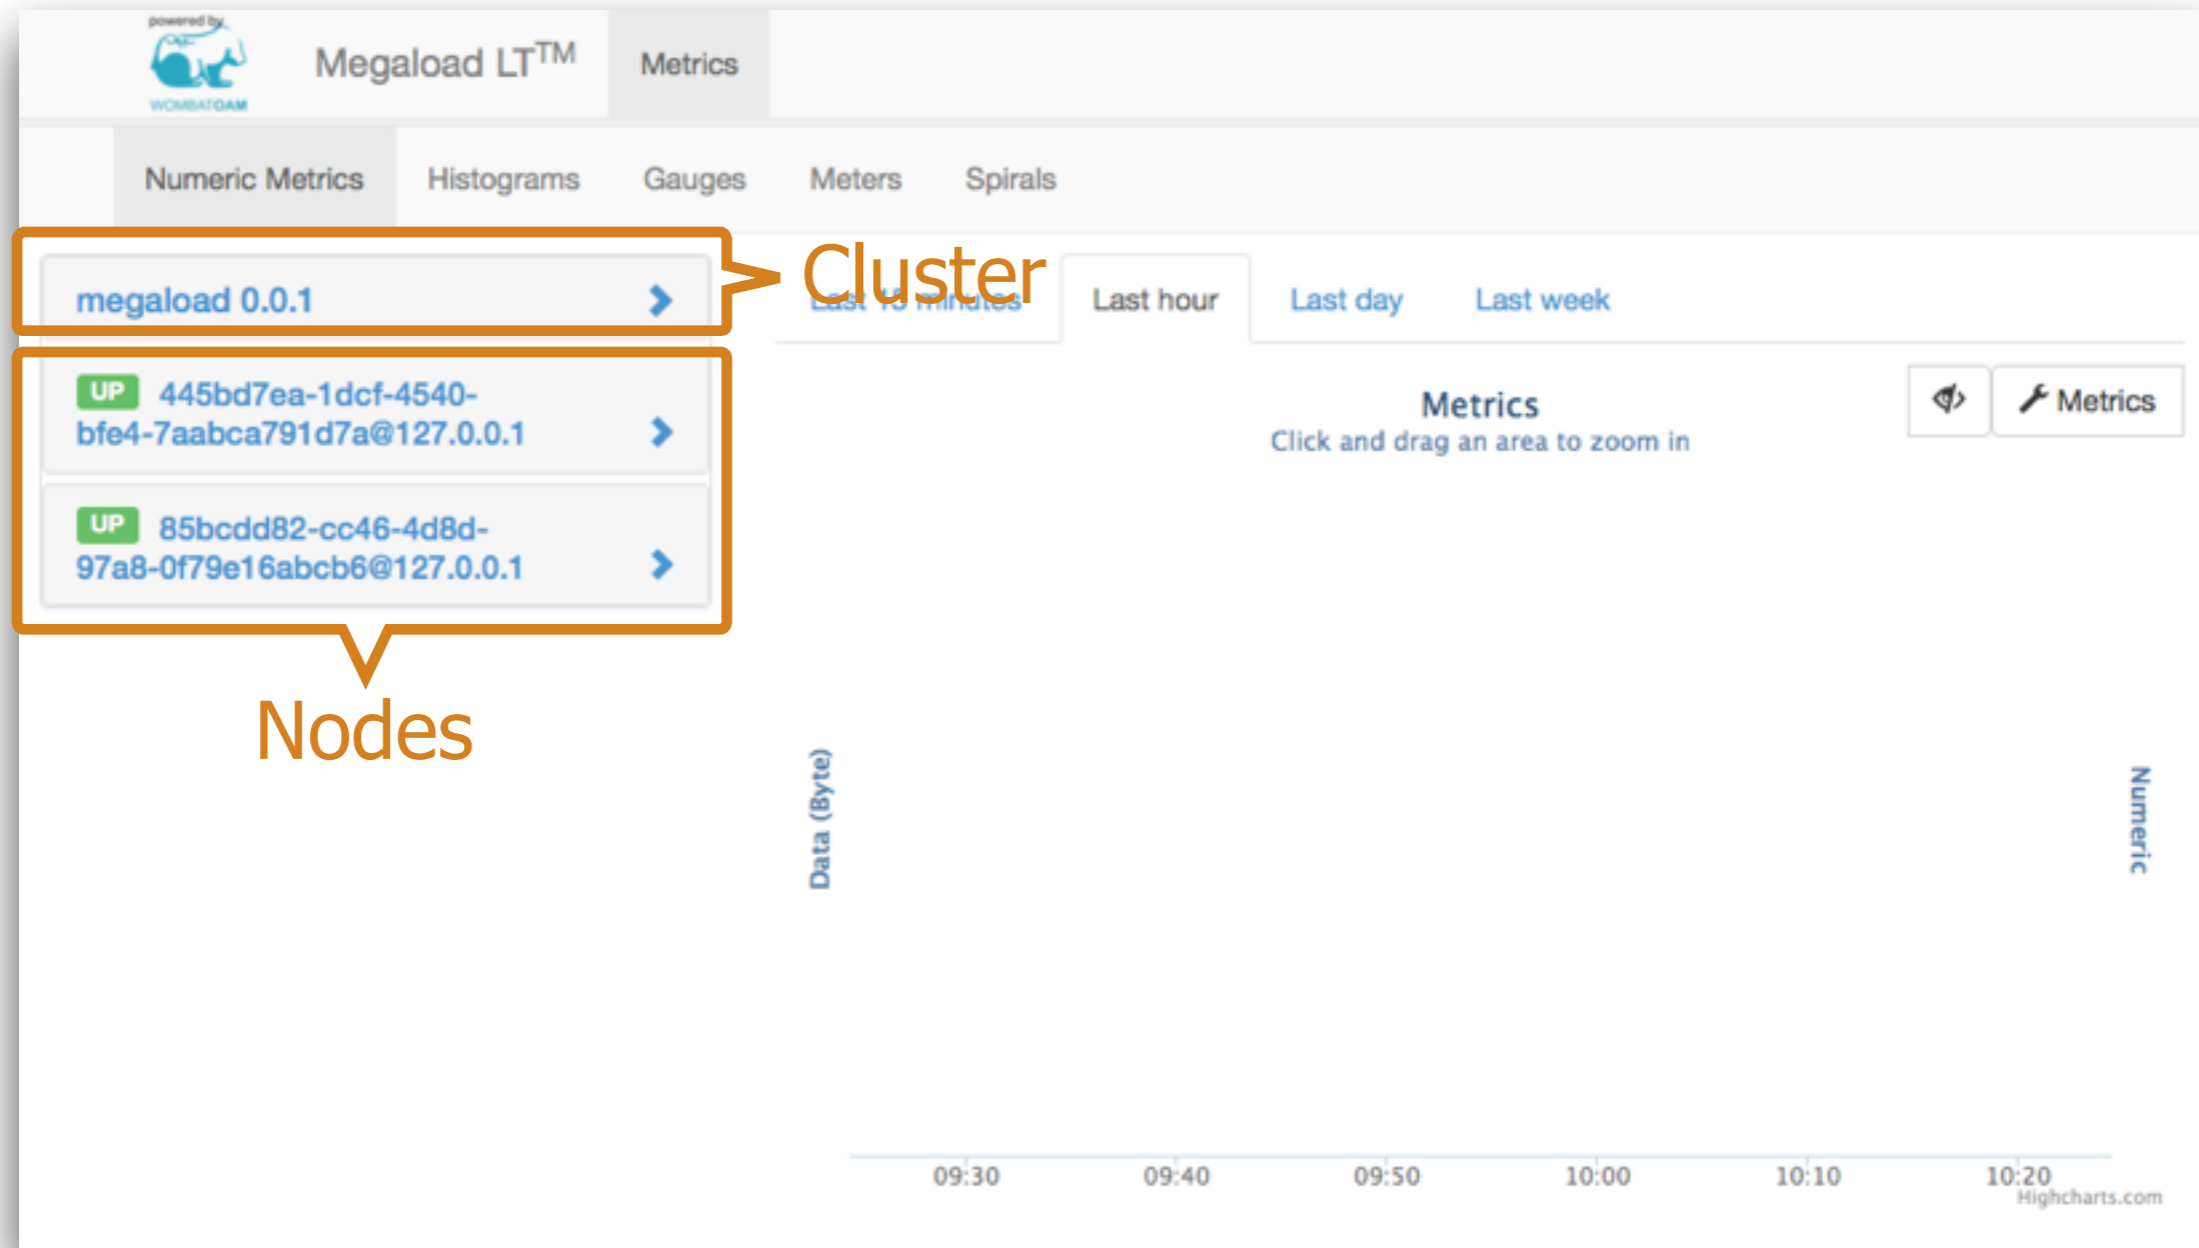 powered by
WOMBATOAM
Megaload LT™
Metrics
Numeric Metrics
Histograms
Gauges
Meters
Spirals
megaload 0.0.1
Cluster
Last 15 minutes
Last hour
Last day
Last week
UP 445bd7ea-1dcf-4540-
bfe4-7aabca791d7a@127.0.0.1
UP 85bcdd82-cc46-4d8d-
97a8-0f79e16abcb6@127.0.0.1
Nodes
Metrics
Click and drag an area to zoom in
Metrics
Data (Byte)
Numeric
09:30
09:40
09:50
10:00
10:10
10:20
Highcharts.com